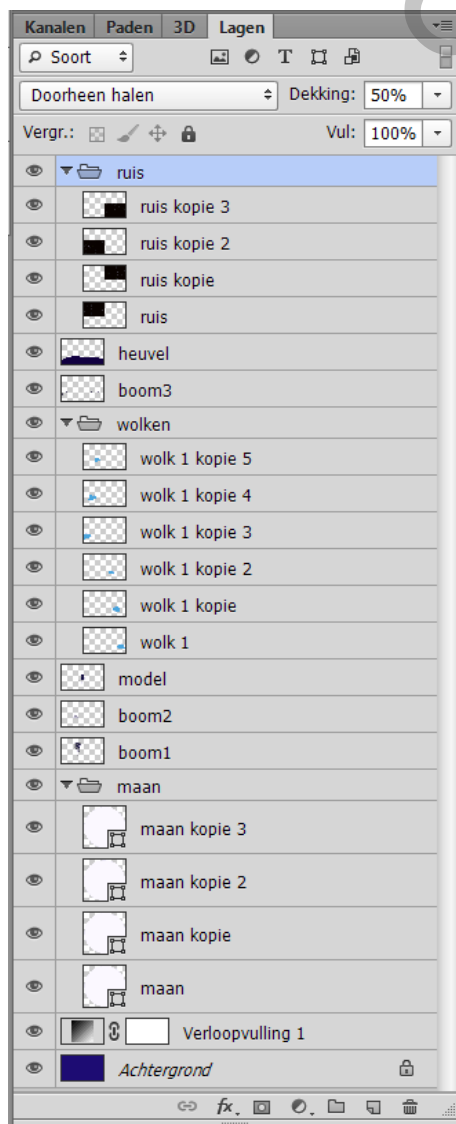 Kanalen Paden 3D Lagen
Soort
Doorheen halen Dekking: 50%
Vergr.: Vul: 100%
ruis
ruis kopie 3
ruis kopie 2
ruis kopie
ruis
heuvel
boom3
wolken
wolk 1 kopie 5
wolk 1 kopie 4
wolk 1 kopie 3
wolk 1 kopie 2
wolk 1 kopie
wolk 1
model
boom2
boom1
maan
maan kopie 3
maan kopie 2
maan kopie
maan
Verloopvulling 1
Achtergrond
fx